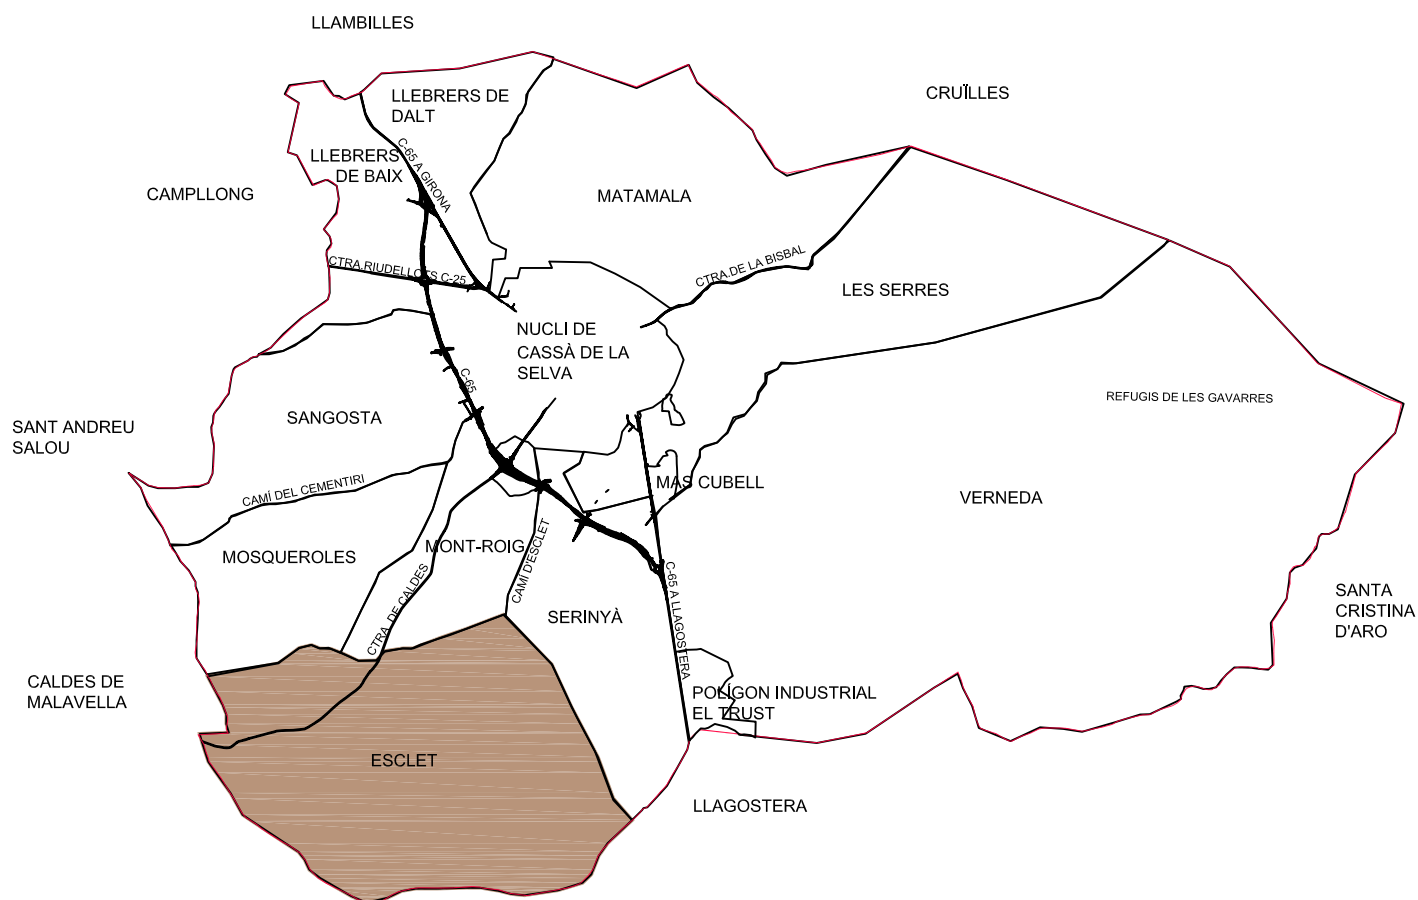 LLAMBILLES
CRUÏLLES
LLEBRERS DE
DALT
C-65 A GIRONA
LLEBRERS
DE BAIX
CAMPLLONG
MATAMALA
CTRA.RIUDELLOTS C-25
CTRA.DE LA BISBAL
LES SERRES
NUCLI DE
CASSÀ DE LA
SELVA
C-65
REFUGIS DE LES GAVARRES
SANGOSTA
SANT ANDREU
SALOU
CAMÍ DEL CEMENTIRI
MAS CUBELL
VERNEDA
MOSQUEROLES
MONT-ROIG
CAMÍ D'ESCLET
CTRA. DE CALDES
C-65 A LLAGOSTERA
SERINYÀ
SANTA
CRISTINA
D'ARO
CALDES DE
MALAVELLA
POLÍGON INDUSTRIAL
EL TRUST
ESCLET
LLAGOSTERA